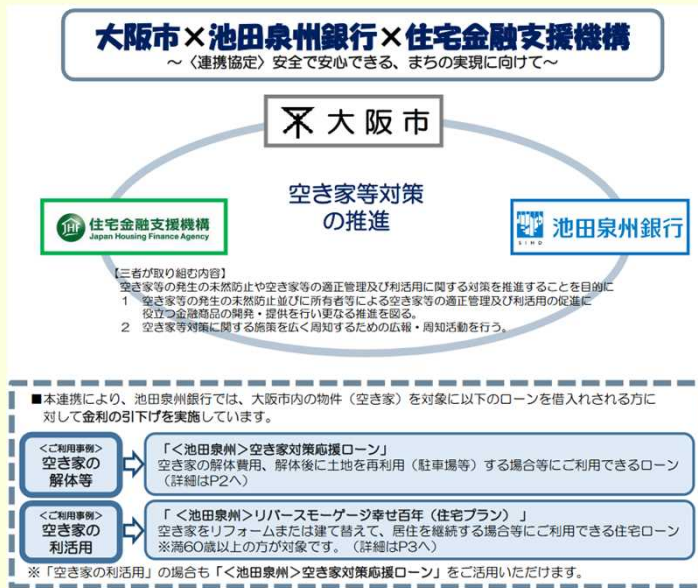 大阪市×池田泉州銀行×住宅金融支援機構
～〈連携協定〉安全で安心できる、まちの実現に向けて～
大阪市
空き家等対策
の推進
JHF 住宅金融支援機構
Japan Housing Finance Agency
SIHD 池田泉州銀行
【三者が取り組む内容】
空き家等の発生の未然防止や空き家等の適正管理及び利活用に関する対策を推進することを目的に
1 空き家等の発生の未然防止並びに所有者等による空き家等の適正管理及び利活用の促進に
役立つ金融商品の開発・提供を行い更なる推進を図る。
2 空き家等対策に関する施策を広く周知するための広報・周知活動を行う。
■本連携により、池田泉州銀行では、大阪市内の物件（空き家）を対象に以下のローンを借入れされる方に
対して金利の引下げを実施しています。
＜ご利用事例＞
空き家の
解体等
「＜池田泉州＞空き家対策応援ローン」
空き家の解体費用、解体後に土地を再利用（駐車場等）する場合等にご利用できるローン
（詳細はP2へ）
＜ご利用事例＞
空き家の
利活用
「 ＜池田泉州＞リバースモーゲージ幸せ百年（住宅プラン） 」
空き家をリフォームまたは建て替えて、居住を継続する場合等にご利用できる住宅ローン
※満60歳以上の方が対象です。（詳細はP3へ）
※「空き家の利活用」の場合も「＜池田泉州＞空き家対策応援ローン」をご活用いただけます。